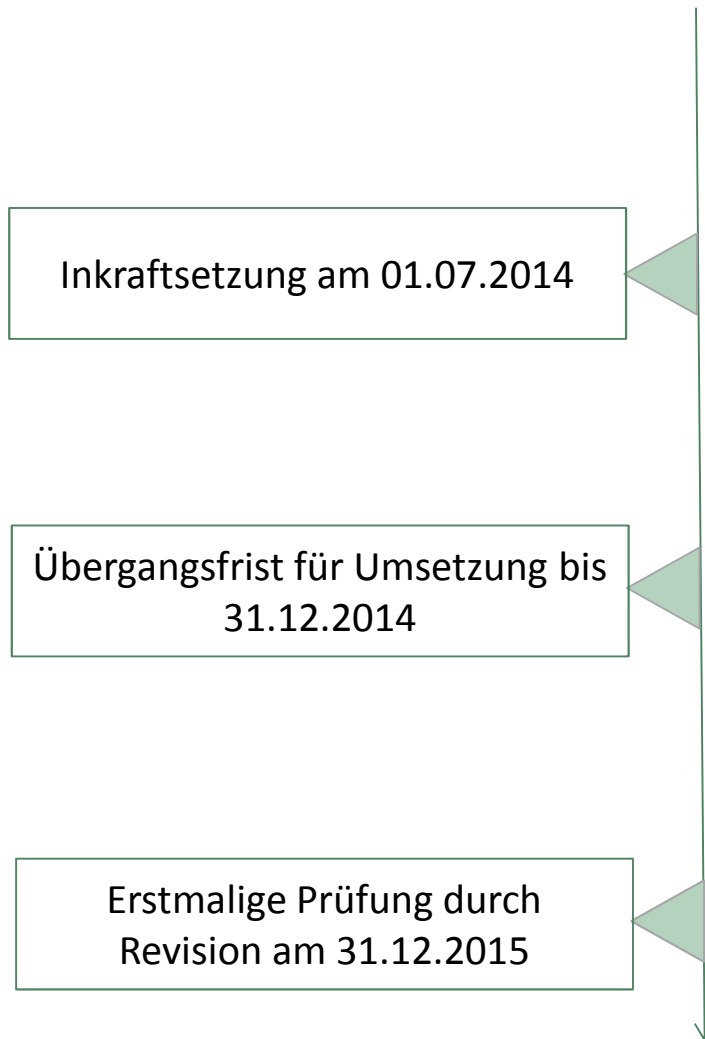 Inkraftsetzung am 01.07.2014
Übergangsfrist für Umsetzung bis
31.12.2014
Erstmalige Prüfung durch
Revision am 31.12.2015